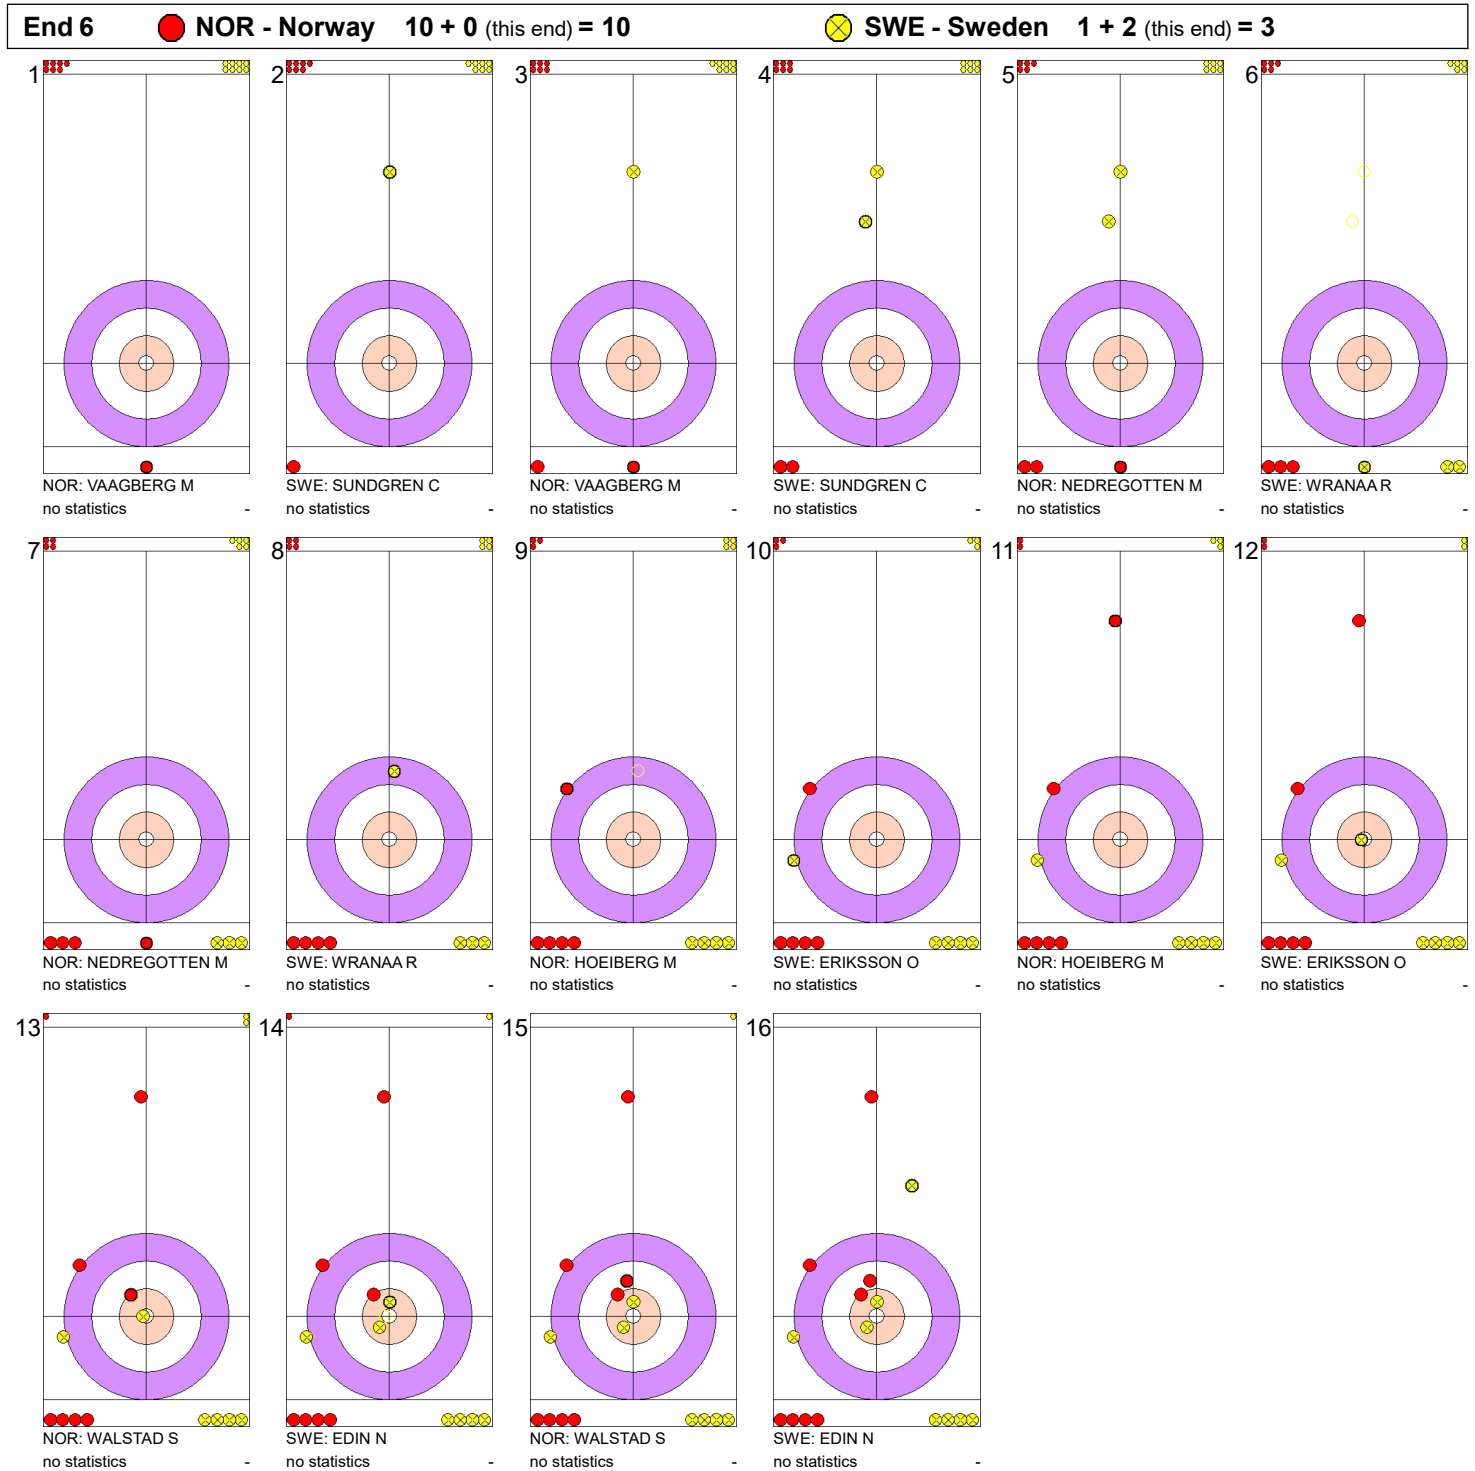 End 6 NOR - Norway 10 + 0 (this end) = 10 SWE - Sweden 1 + 2 (this end) = 3
1 2 3 4 5 6
NOR: VAAGBERG M SWE: SUNDGREN C NOR: VAAGBERG M SWE: SUNDGREN C NOR: NEDREGOTTEN M SWE: WRANAA R
no statistics - no statistics - no statistics - no statistics - no statistics - no statistics -
7 8 9 10 11 12
NOR: NEDREGOTTEN M SWE: WRANAA R NOR: HOEIBERG M SWE: ERIKSSON O NOR: HOEIBERG M SWE: ERIKSSON O
no statistics - no statistics - no statistics - no statistics - no statistics - no statistics -
13 14 15 16
NOR: WALSTAD S SWE: EDIN N NOR: WALSTAD S SWE: EDIN N
no statistics - no statistics - no statistics - no statistics -